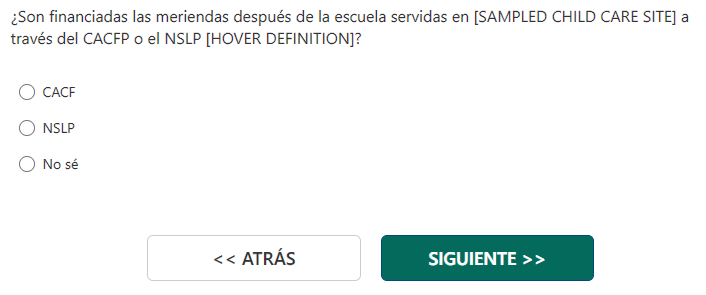 ¿Son financiadas las meriendas después de la escuela servidas en [SAMPLED CHILD CARE SITE] a
través del CACFP o el NSLP [HOVER DEFINITION]?
CACF
NSLP
No sé
<< ATRÁS
SIGUIENTE >>